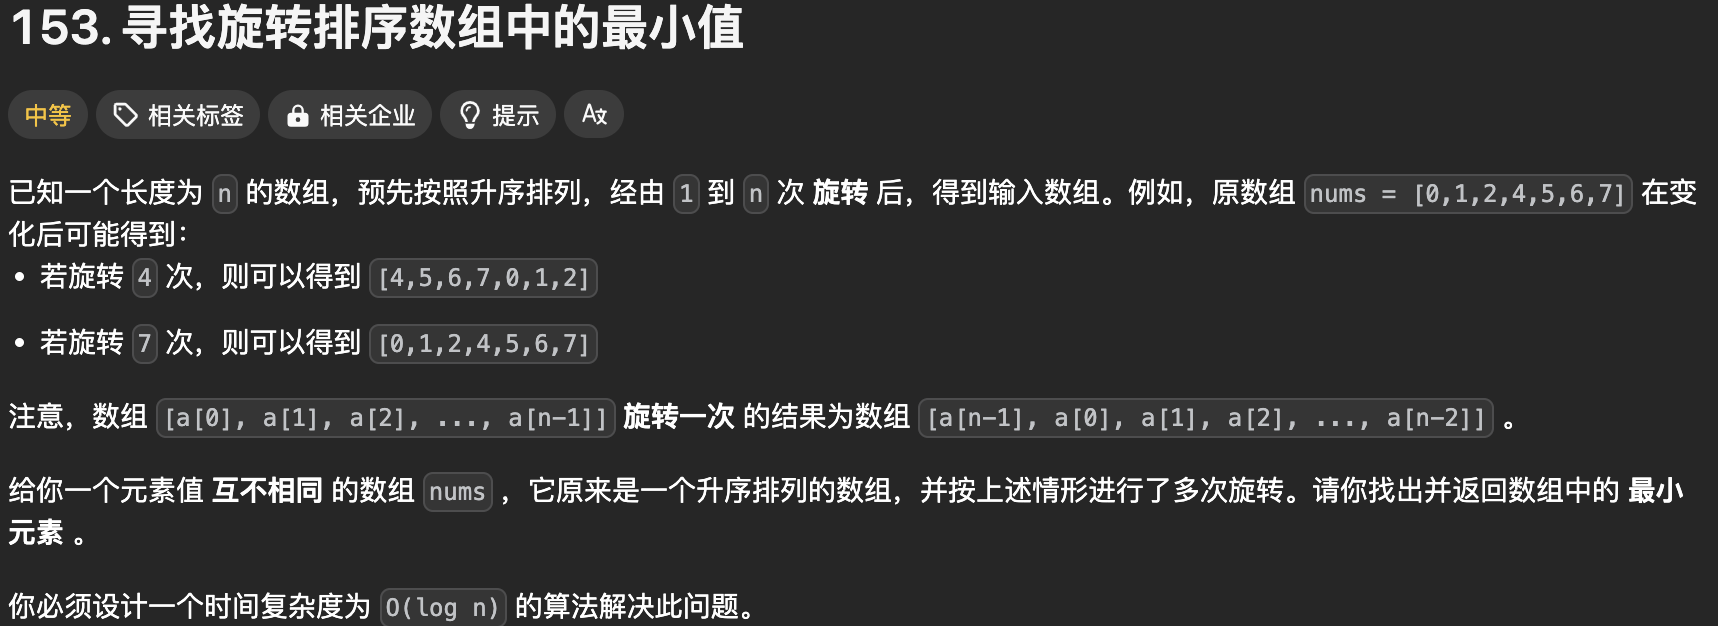 153. 寻找旋转排序数组中的最小值
中等 相关标签 相关企业 提示 Aあ
已知一个长度为 n 的数组，预先按照升序排列，经由 1 到 n 次 旋转 后，得到输入数组。例如，原数组 nums = [0,1,2,4,5,6,7] 在变
化后可能得到：
• 若旋转 4 次，则可以得到 [4,5,6,7,0,1,2]
• 若旋转 7 次，则可以得到 [0,1,2,4,5,6,7]
注意，数组 [a[0], a[1], a[2], ..., a[n-1]] 旋转一次 的结果为数组 [a[n-1], a[0], a[1], a[2], ..., a[n-2]] 。
给你一个元素值 互不相同 的数组 nums ，它原来是一个升序排列的数组，并按上述情形进行了多次旋转。请你找出并返回数组中的 最小
元素 。
你必须设计一个时间复杂度为 O(log n) 的算法解决此问题。